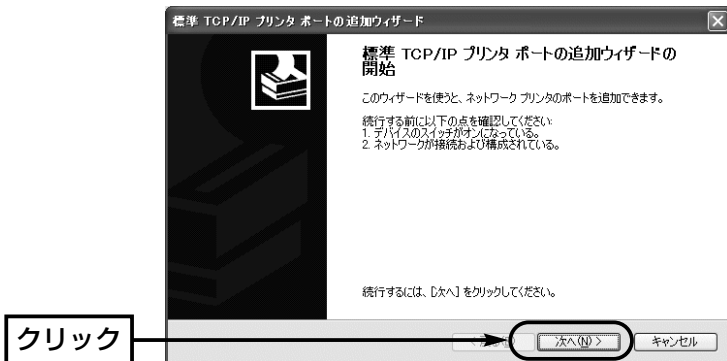 標準 TCP/IP プリンタ ポートの追加ウィザード
標準 TCP/IP プリンタ ポートの追加ウィザードの
開始
このウィザードを使うと、ネットワーク プリンタのポートを追加できます。
続行する前に以下の点を確認してください:
1. デバイスのスイッチがオンになっている。
2. ネットワークが接続および構成されている。
続行するには、[次へ] をクリックしてください。
クリック
次へ(N) >
キャンセル